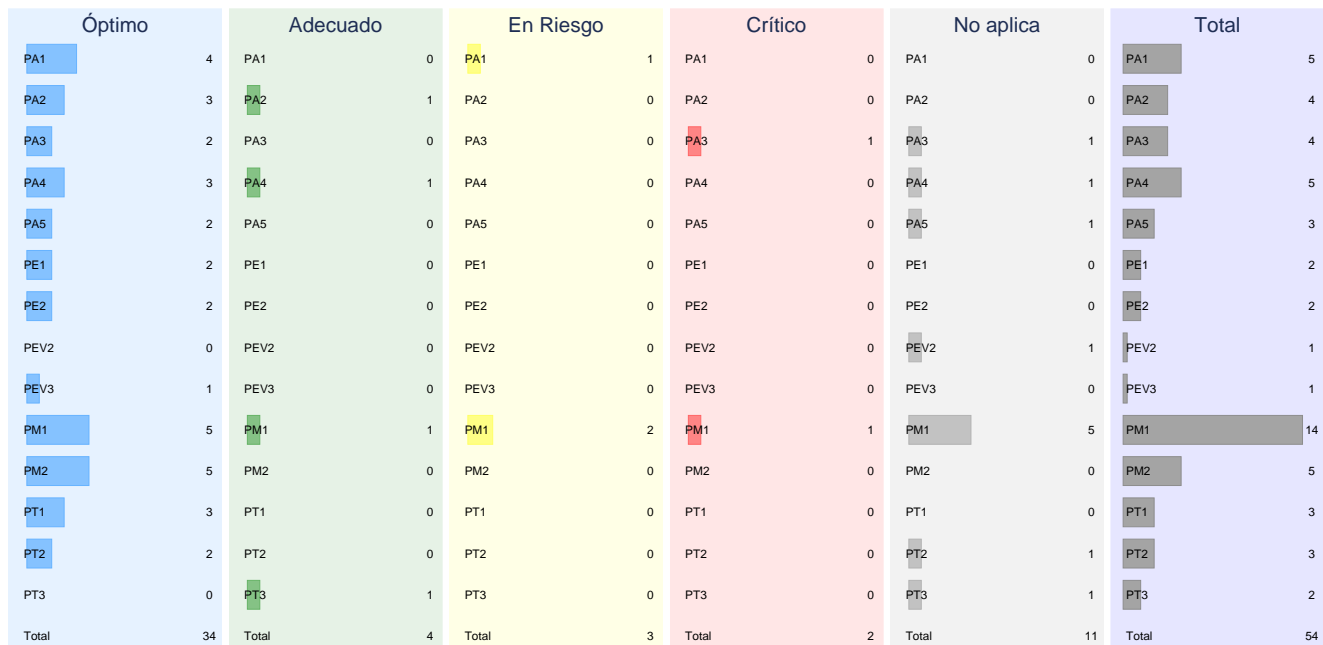 Óptimo Adecuado En Riesgo Crítico No aplica Total
PA1 4 PA1 0 PA1 1 PA1 0 PA1 0 PA1 5
PA2 3 PA2 1 PA2 0 PA2 0 PA2 0 PA2 4
PA3 2 PA3 0 PA3 0 PA3 1 PA3 1 PA3 4
PA4 3 PA4 1 PA4 0 PA4 0 PA4 1 PA4 5
PA5 2 PA5 0 PA5 0 PA5 0 PA5 1 PA5 3
PE1 2 PE1 0 PE1 0 PE1 0 PE1 0 PE1 2
PE2 2 PE2 0 PE2 0 PE2 0 PE2 0 PE2 2
PEV2 0 PEV2 0 PEV2 0 PEV2 0 PEV2 1 PEV2 1
PEV3 1 PEV3 0 PEV3 0 PEV3 0 PEV3 0 PEV3 1
PM1 5 PM1 1 PM1 2 PM1 1 PM1 5 PM1 14
PM2 5 PM2 0 PM2 0 PM2 0 PM2 0 PM2 5
PT1 3 PT1 0 PT1 0 PT1 0 PT1 0 PT1 3
PT2 2 PT2 0 PT2 0 PT2 0 PT2 1 PT2 3
PT3 0 PT3 1 PT3 0 PT3 0 PT3 1 PT3 2
Total 34 Total 4 Total 3 Total 2 Total 11 Total 54